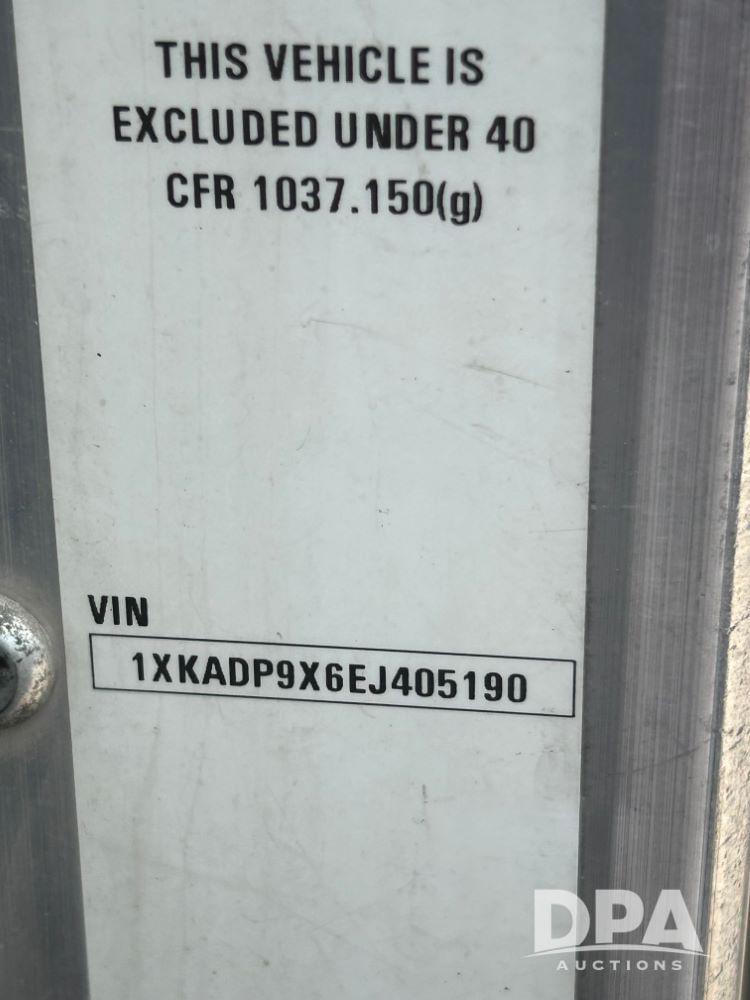 THIS VEHICLE IS
EXCLUDED UNDER 40
CFR 1037.150(g)
VIN
1XKADP9X6EJ405190
DPA
AUCTIONS